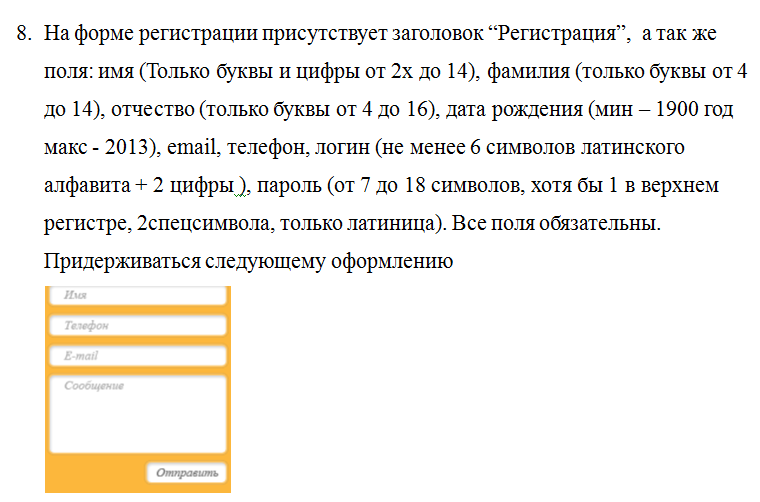 8. На форме регистрации присутствует заголовок “Регистрация”, а так же
поля: имя (Только буквы и цифры от 2х до 14), фамилия (только буквы от 4
до 14), отчество (только буквы от 4 до 16), дата рождения (мин – 1900 год
макс - 2013), email, телефон, логин (не менее 6 символов латинского
алфавита + 2 цифры ), пароль (от 7 до 18 символов, хотя бы 1 в верхнем
регистре, 2спецсимвола, только латиница). Все поля обязательны.
Придерживаться следующему оформлению
Имя
Телефон
E-mail
Сообщение
Отправить